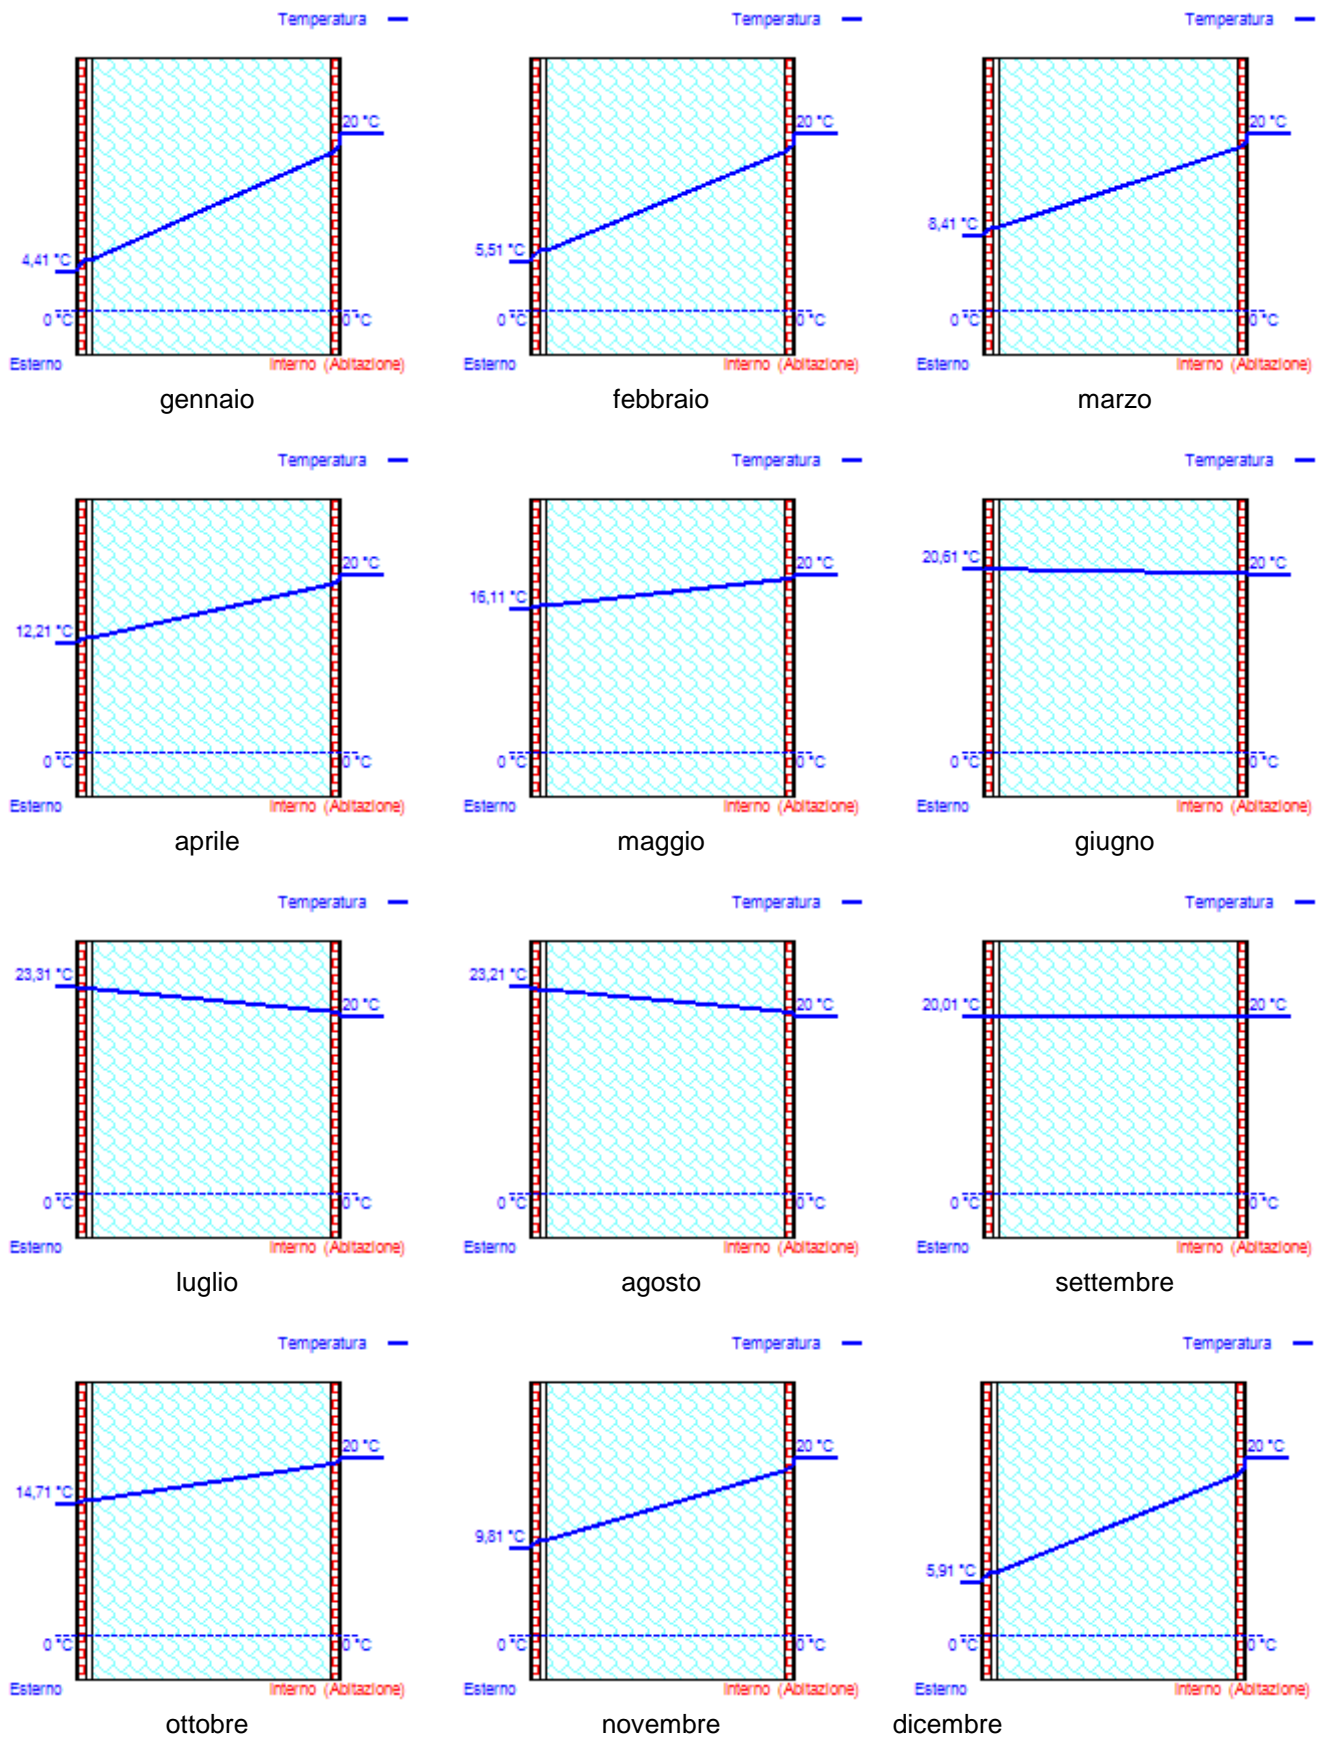 Temperatura
20 °C
4,41 °C
0 °C
0 °C
Esterno
Interno (Abitazione)
gennaio
Temperatura
20 °C
5,51 °C
0 °C
0 °C
Esterno
Interno (Abitazione)
febbraio
Temperatura
20 °C
8,41 °C
0 °C
0 °C
Esterno
Interno (Abitazione)
marzo
Temperatura
20 °C
12,21 °C
0 °C
0 °C
Esterno
Interno (Abitazione)
aprile
Temperatura
20 °C
16,11 °C
0 °C
0 °C
Esterno
Interno (Abitazione)
maggio
Temperatura
20,61 °C
20 °C
0 °C
0 °C
Esterno
Interno (Abitazione)
giugno
Temperatura
23,31 °C
20 °C
0 °C
0 °C
Esterno
Interno (Abitazione)
luglio
Temperatura
23,21 °C
20 °C
0 °C
0 °C
Esterno
Interno (Abitazione)
agosto
Temperatura
20,01 °C
20 °C
0 °C
0 °C
Esterno
Interno (Abitazione)
settembre
Temperatura
20 °C
14,71 °C
0 °C
0 °C
Esterno
Interno (Abitazione)
ottobre
Temperatura
20 °C
9,81 °C
0 °C
0 °C
Esterno
Interno (Abitazione)
novembre
Temperatura
20 °C
5,91 °C
0 °C
0 °C
Esterno
Interno (Abitazione)
dicembre